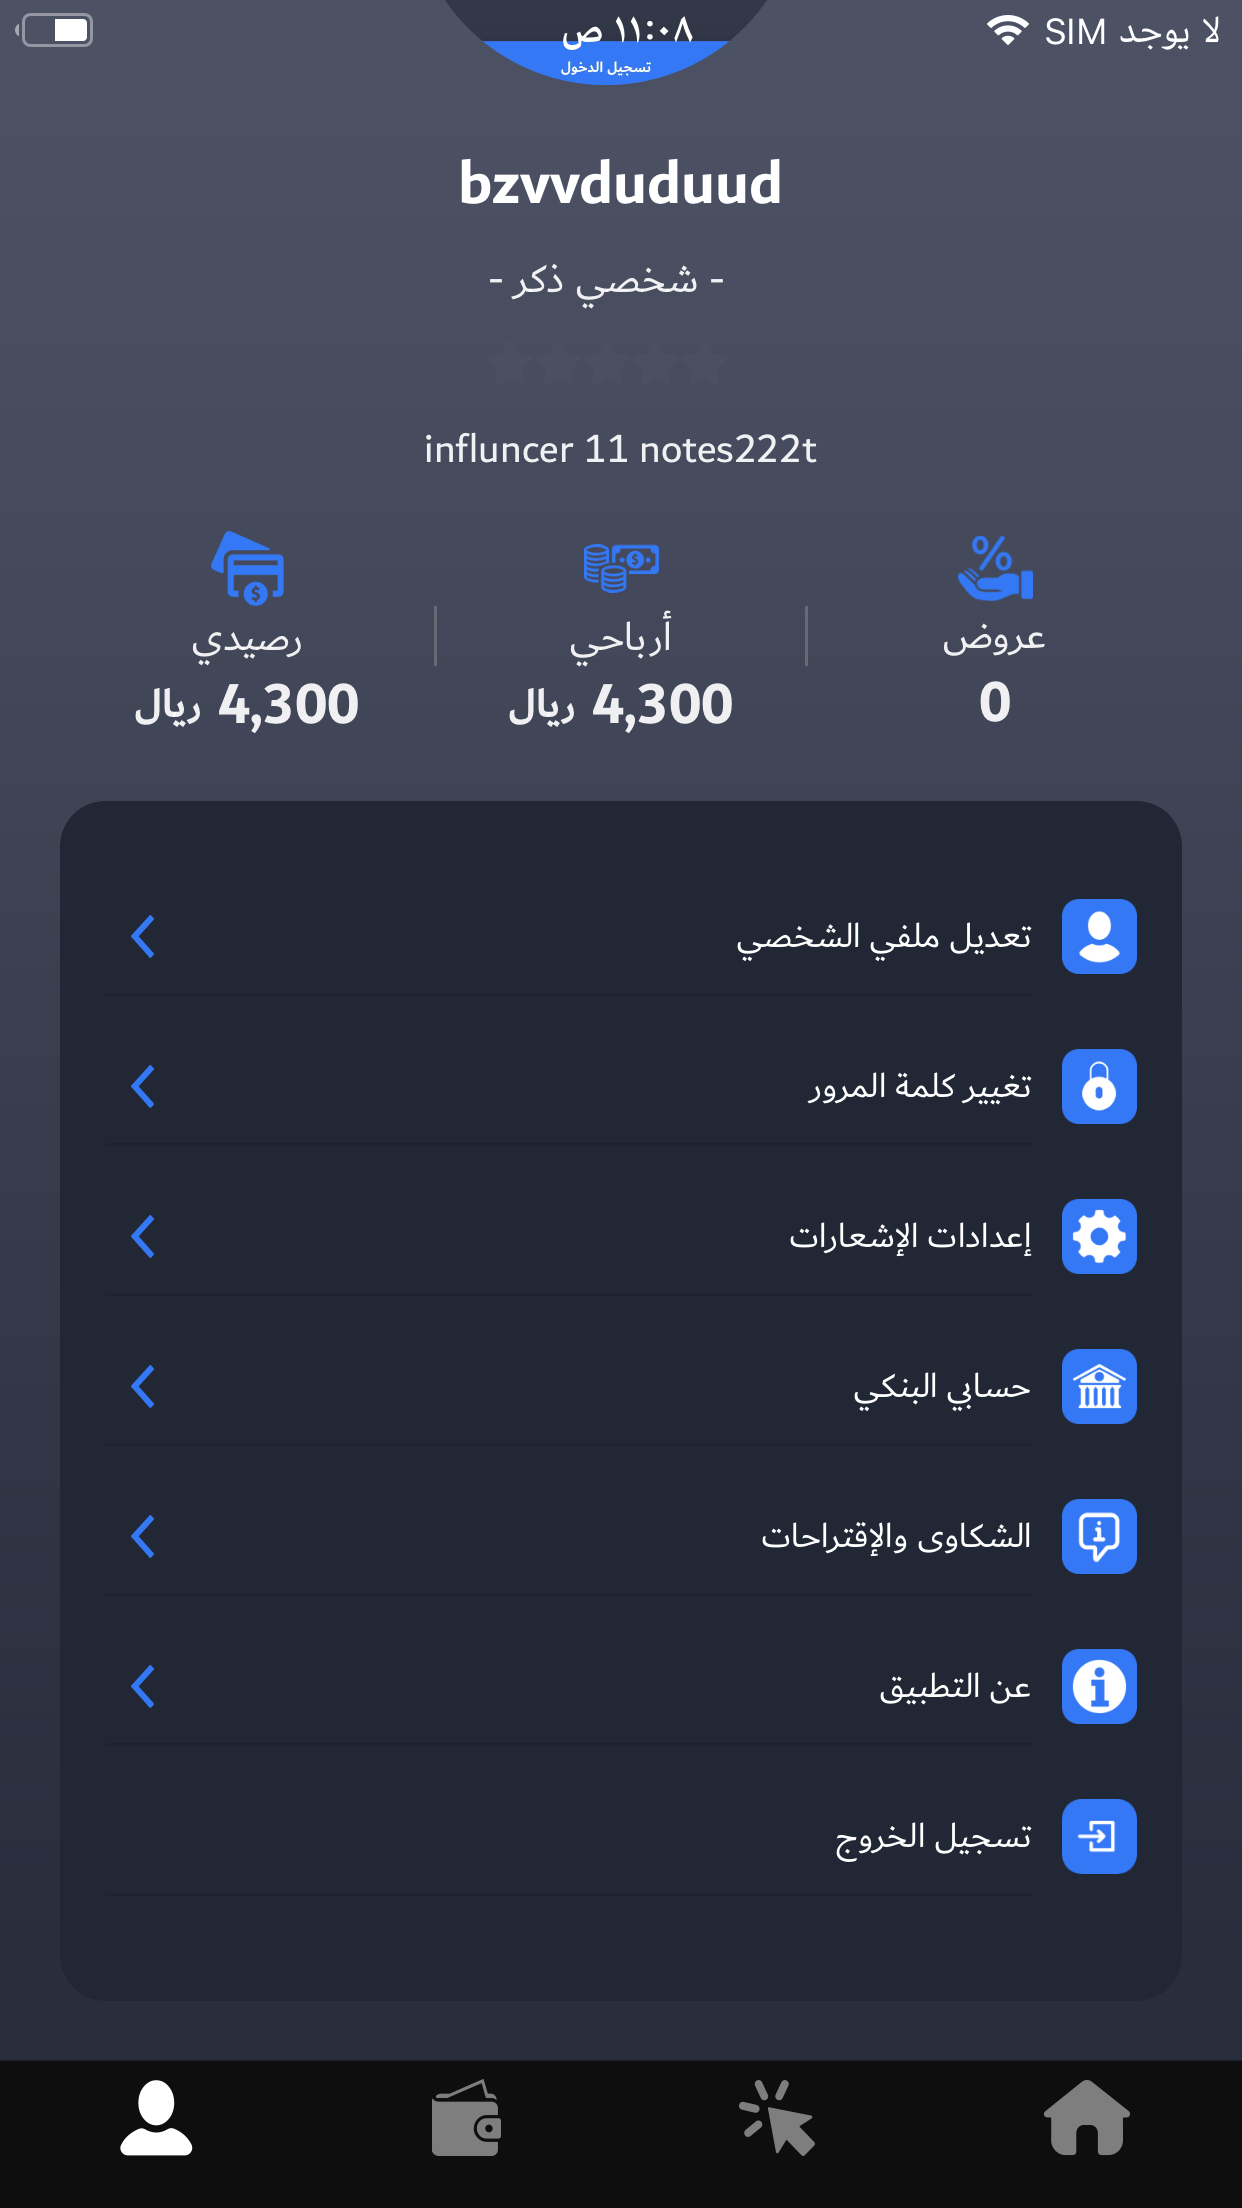 لا يوجد SIM
١١:٠٨ ص
تسجيل الدخول
bzvvduduud
- شخصي ذكر -
influncer 11 notes222t
عروض
0
أرباحي
4,300 ريال
رصيدي
4,300 ريال
تعديل ملفي الشخصي
تغيير كلمة المرور
إعدادات الإشعارات
حسابي البنكي
الشكاوى والإقتراحات
عن التطبيق
تسجيل الخروج